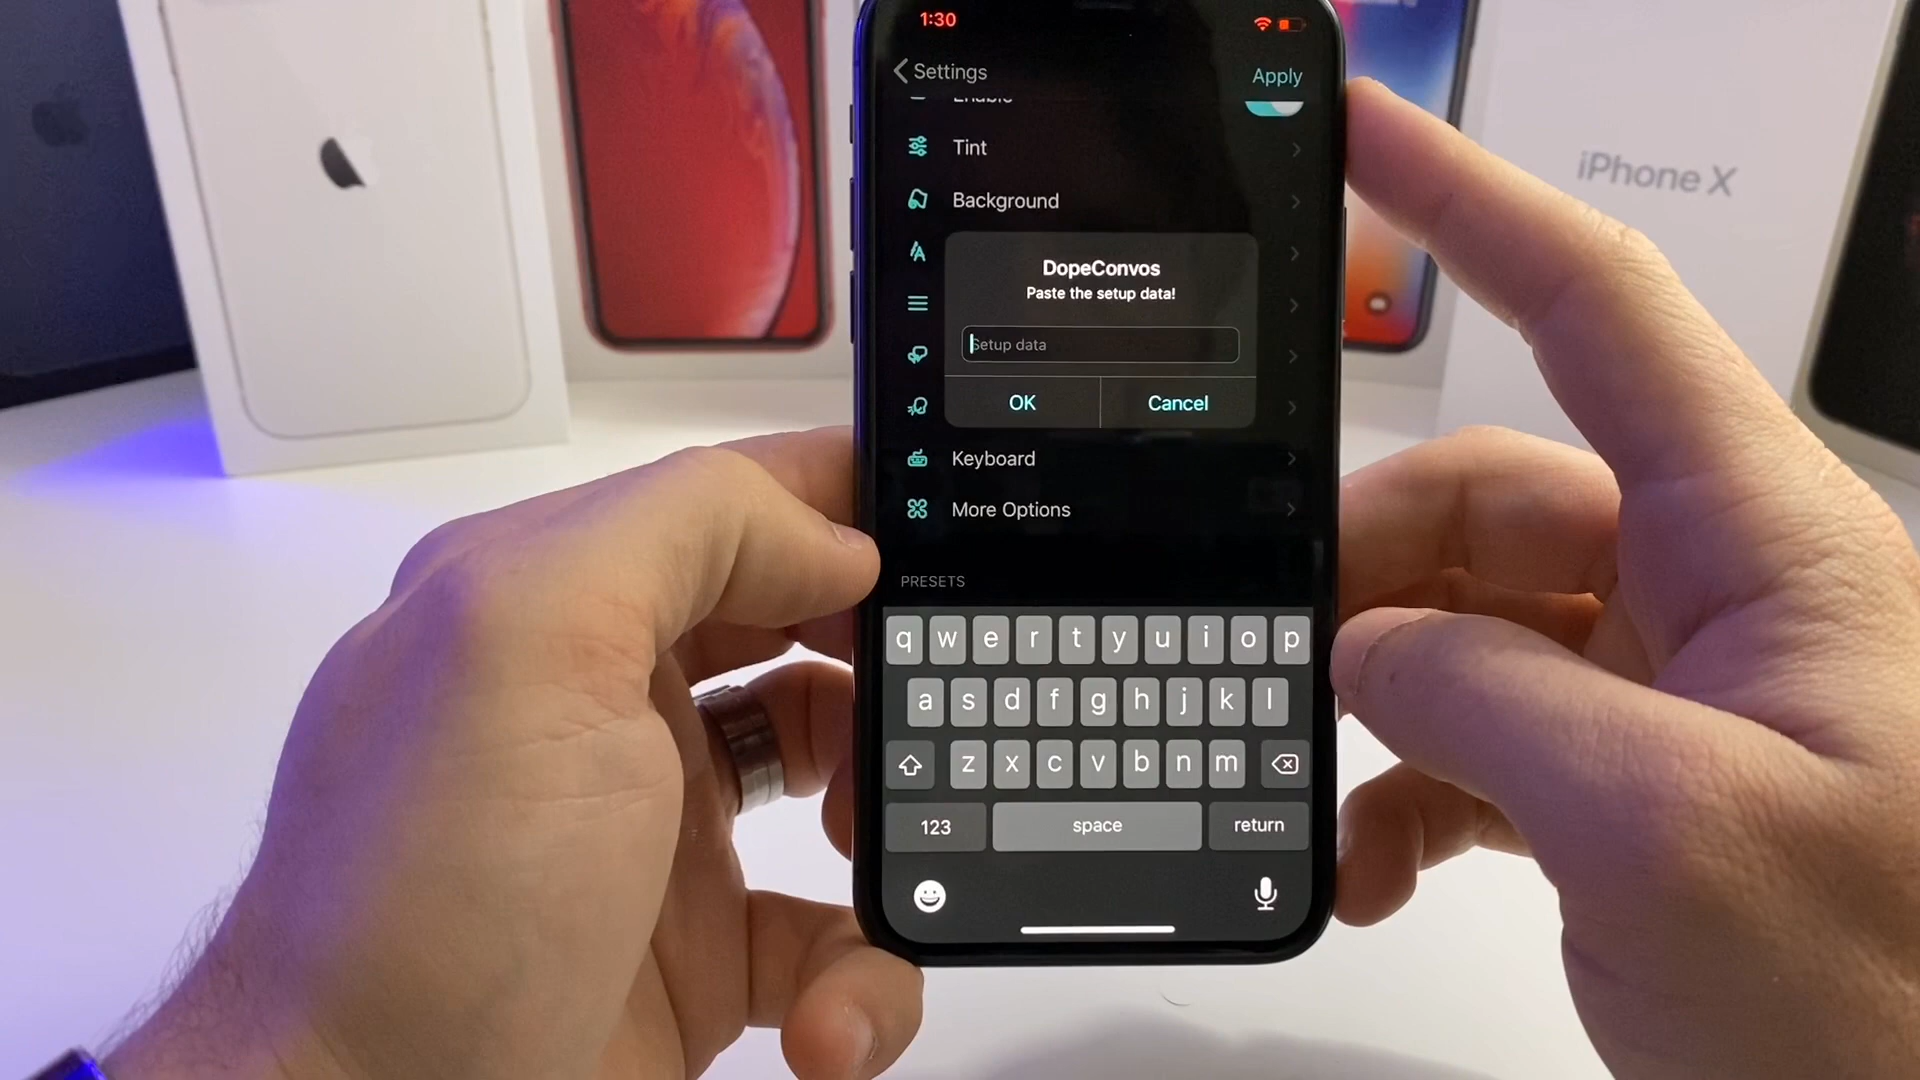 1:30
Settings
Apply
Enable
Tint
Background
DopeConvos
Paste the setup data!
Setup data
OK
Cancel
Keyboard
More Options
PRESETS
q w e r t y u i o p
a s d f g h j k l
z x c v b n m
123
space
return
iPhone X